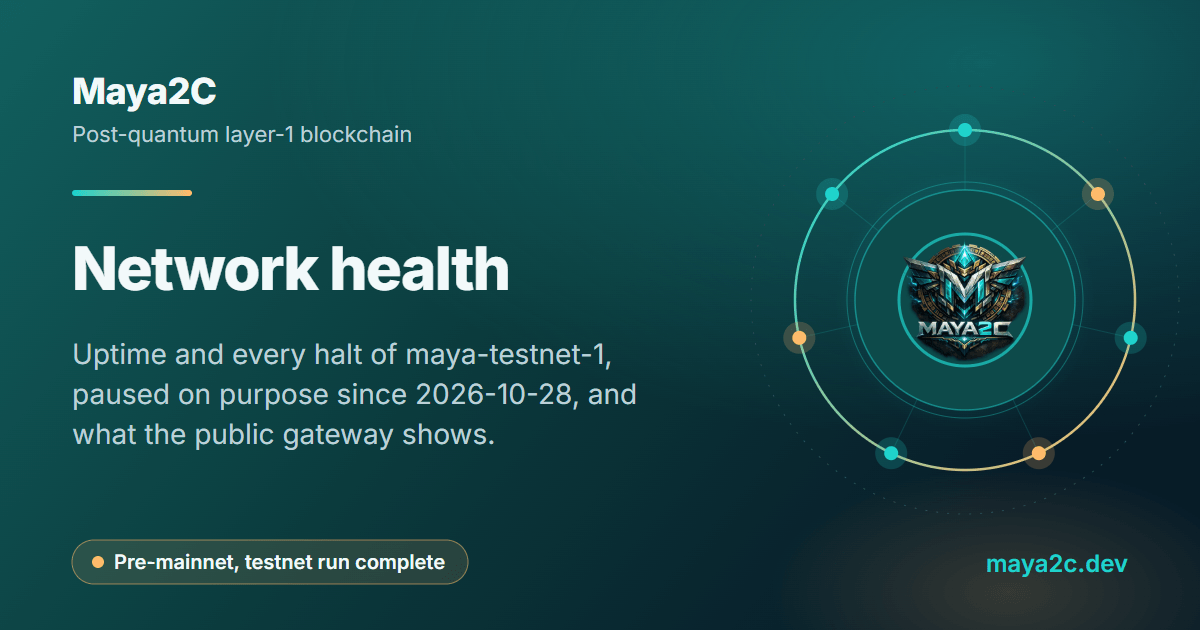 Maya2C
Post-quantum layer-1 blockchain
Network health
Uptime and every halt of maya-testnet-1,
paused on purpose since 2026-10-28, and
what the public gateway shows.
MAYA2C
Pre-mainnet, testnet run complete
maya2c.dev